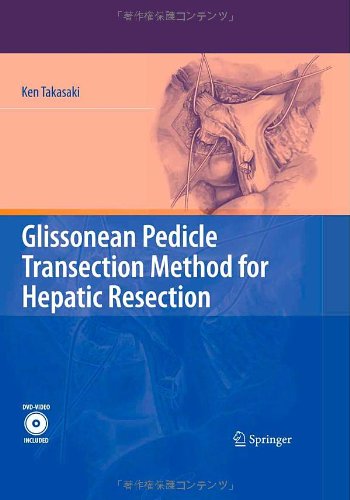 「著作権保護コンテンツ」
Ken Takasaki
Glissonean Pedicle
Transection Method for
Hepatic Resection
DVD-VIDEO
INCLUDED
Springer
「著作権保護コンテンツ」